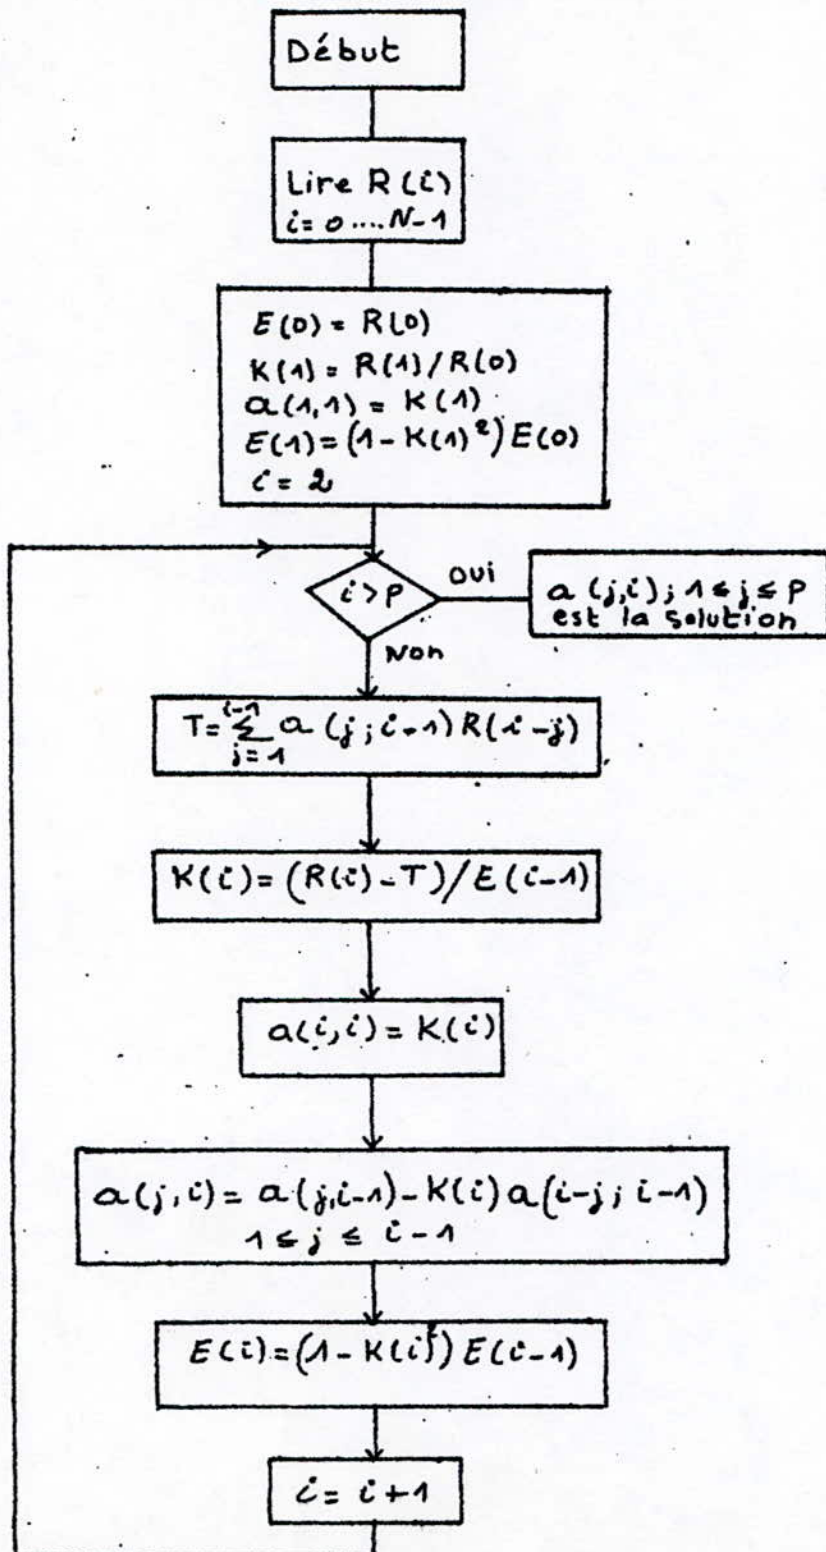 Début
Lire R(i)
i= 0 .... N-1
E(0) = R(0)
K(1) = R(1)/R(0)
a(1,1) = K(1)
E(1)=(1-K(1)²)E(0)
i = 2
i > P
OUI
a (j,i) ; 1 ≤ j ≤ P
est la solution
Non
T= ∑ a (j ; i-1) R(i-j)
i-1
j=1
K(i)= (R(i)-T)/E(i-1)
a(i,i) = K(i)
a(j,i)= a(j,i-1)-K(i)a(i-j; i-1)
1 ≤ j ≤ i-1
E(i)=(1-K(i)²)E(i-1)
i= i+1